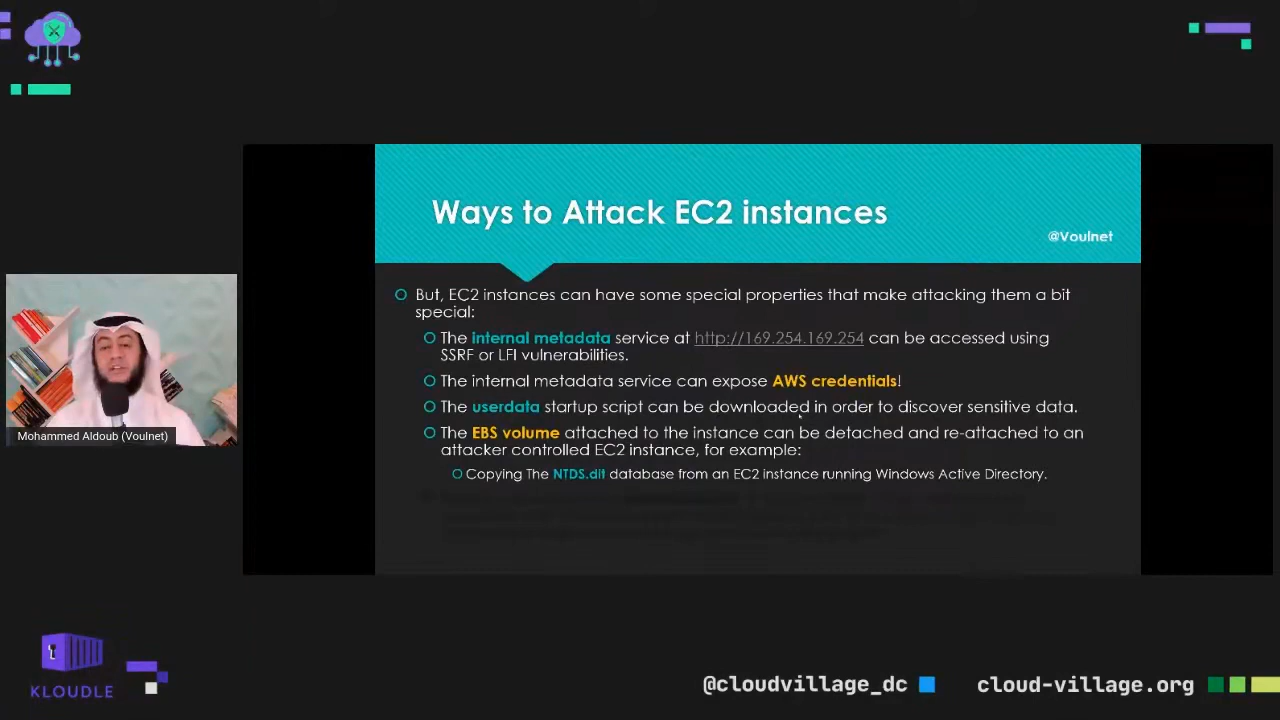 Ways to Attack EC2 instances
@Voulnet
But, EC2 instances can have some special properties that make attacking them a bit
special:
The internal metadata service at http://169.254.169.254 can be accessed using
SSRF or LFI vulnerabilities.
The internal metadata service can expose AWS credentials!
The userdata startup script can be downloaded in order to discover sensitive data.
The EBS volume attached to the instance can be detached and re-attached to an
attacker controlled EC2 instance, for example:
Copying The NTDS.dit database from an EC2 instance running Windows Active Directory.
Mohammed Aldoub (Voulnet)
KLOUDLE
@cloudvillage_dc
cloud-village.org